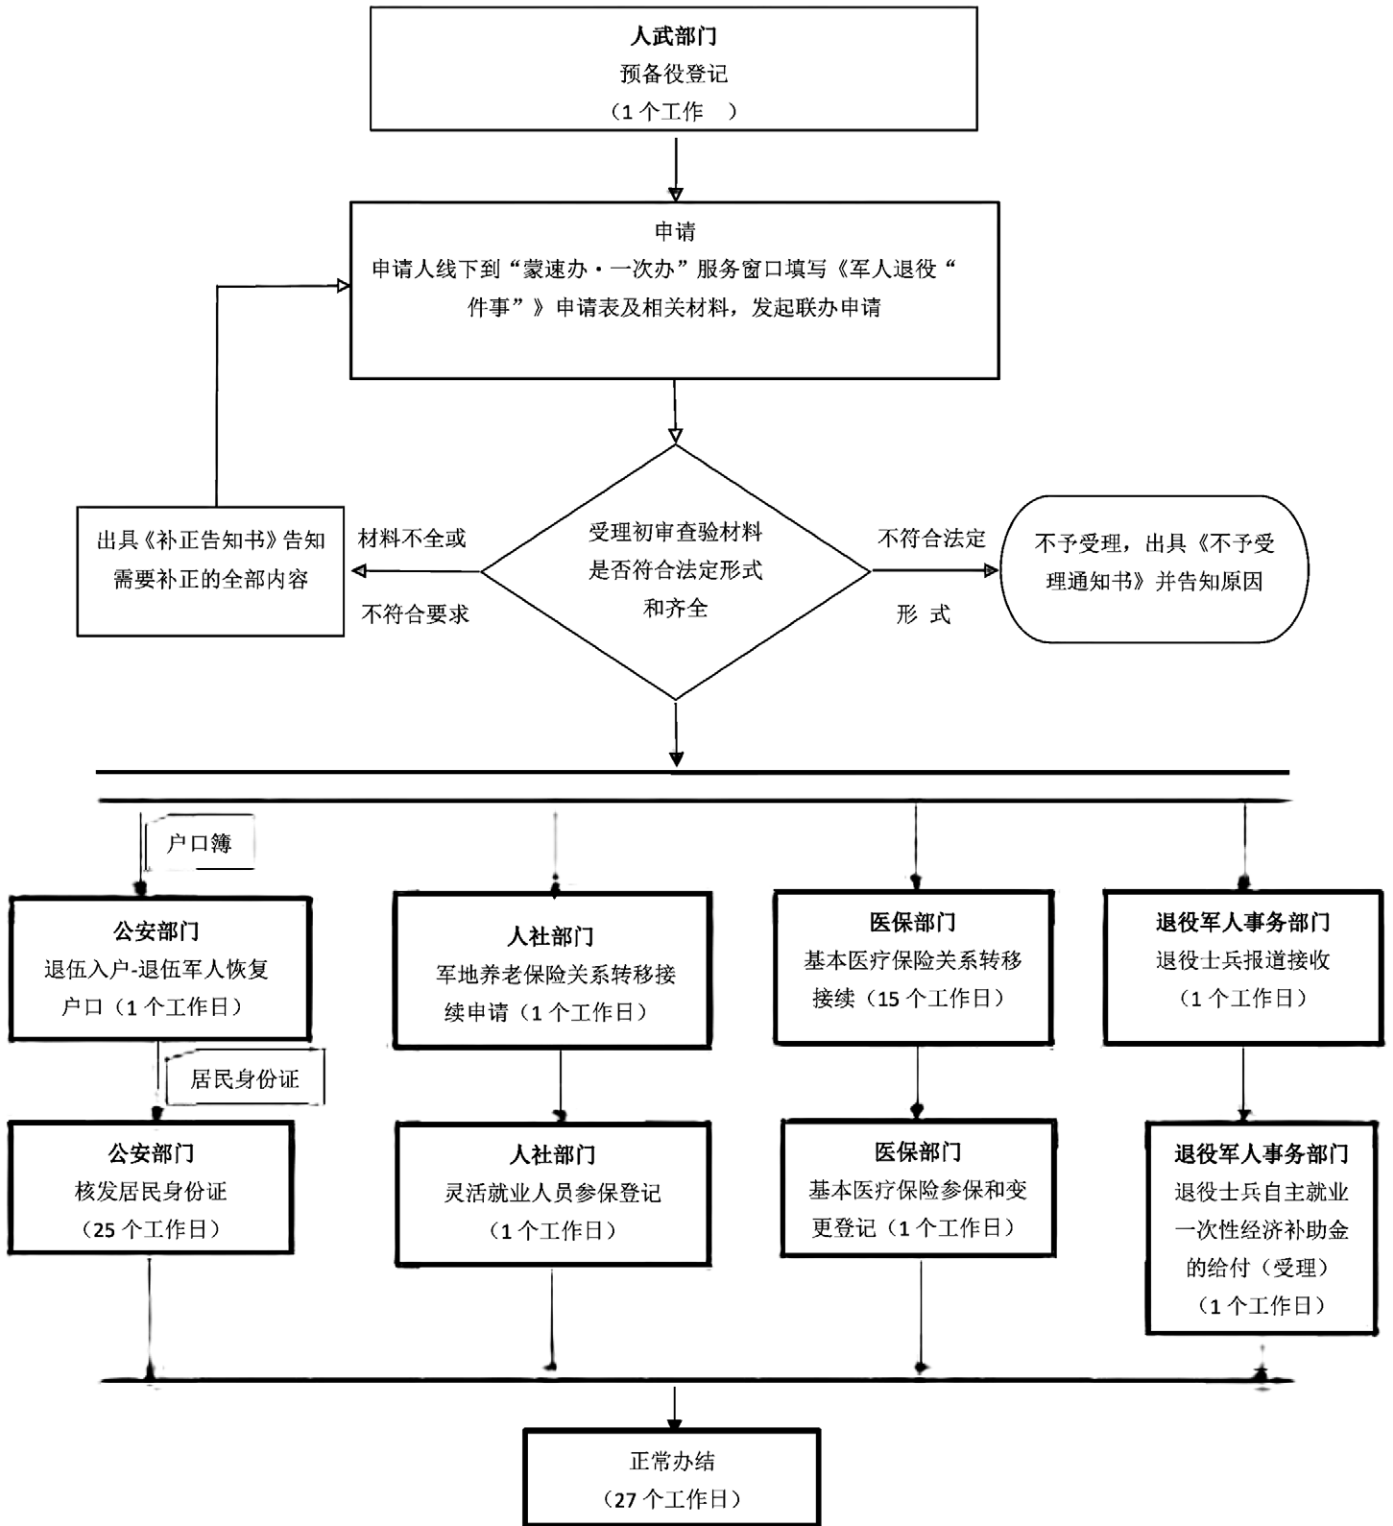 人武部门
预备役登记
（1 个工作 ）
申请
申请人线下到“蒙速办·一次办”服务窗口填写《军人退役“
件事”》申请表及相关材料，发起联办申请
出具《补正告知书》告知
需要补正的全部内容
材料不全或
不符合要求
受理初审查验材料
是否符合法定形式
和齐全
不符合法定
形 式
不予受理，出具《不予受
理通知书》并告知原因
户口簿
公安部门
退伍入户-退伍军人恢复
户口（1 个工作日）
人社部门
军地养老保险关系转移接
续申请（1 个工作日）
医保部门
基本医疗保险关系转移
接续（15 个工作日）
退役军人事务部门
退役士兵报道接收
（1 个工作日）
居民身份证
公安部门
核发居民身份证
（25 个工作日）
人社部门
灵活就业人员参保登记
（1 个工作日）
医保部门
基本医疗保险参保和变
更登记（1 个工作日）
退役军人事务部门
退役士兵自主就业
一次性经济补助金
的给付（受理）
（1 个工作日）
正常办结
（27 个工作日）